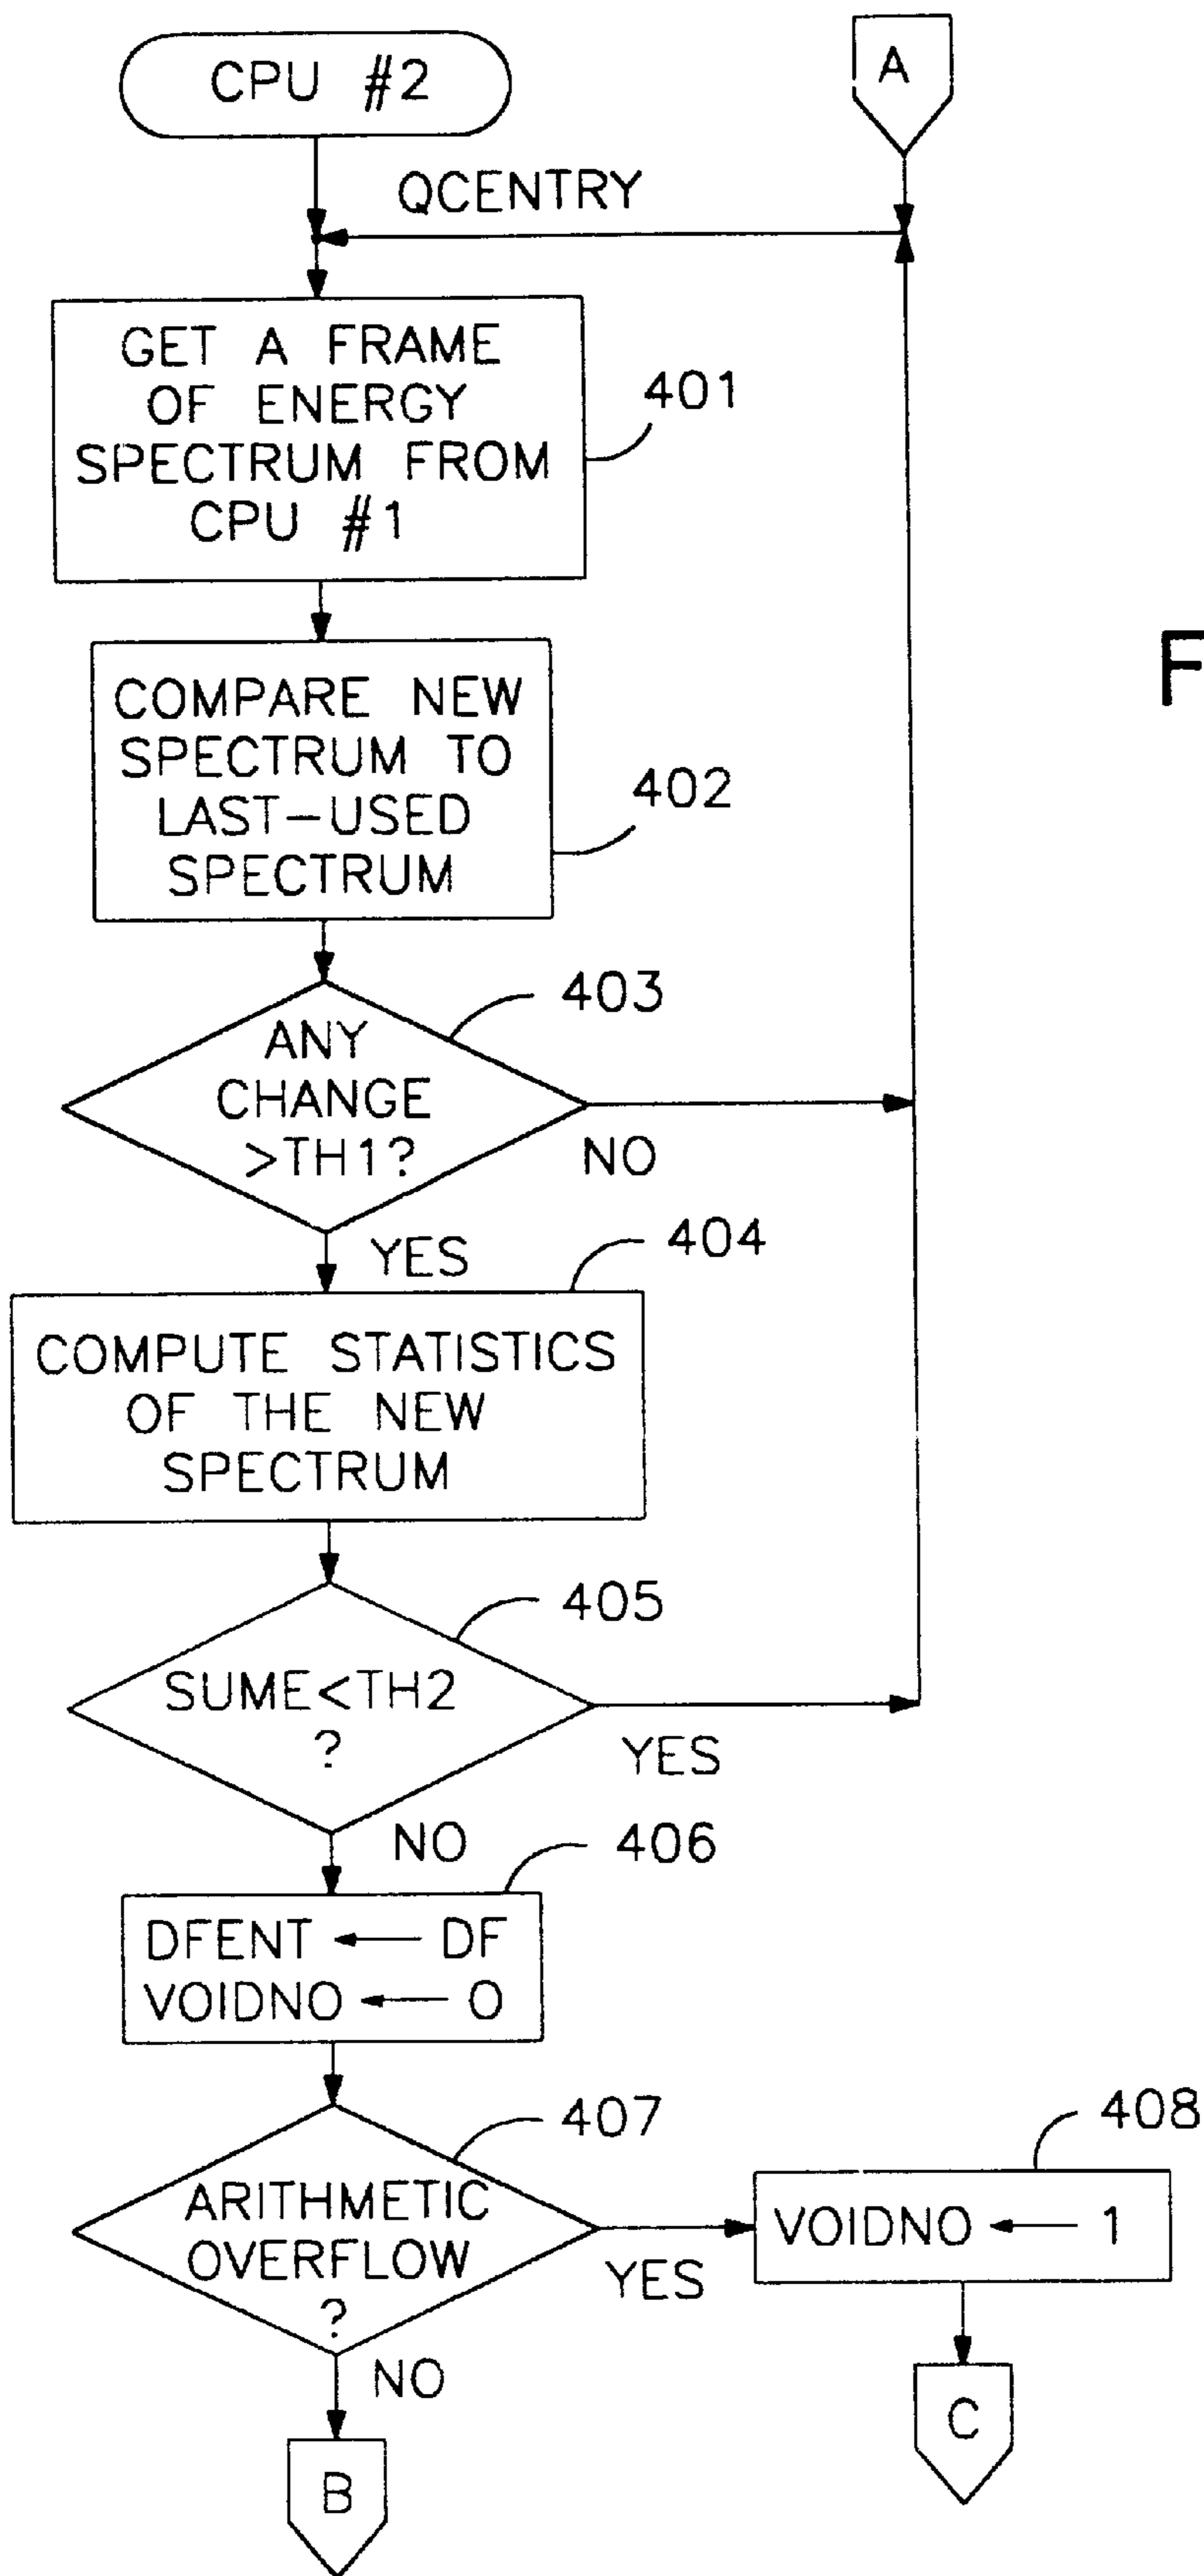 CPU #2
A
QCENTRY
GET A FRAME
OF ENERGY
SPECTRUM FROM
CPU #1
401
F
COMPARE NEW
SPECTRUM TO
LAST-USED
SPECTRUM
402
403
ANY
CHANGE
>TH1?
NO
YES
404
COMPUTE STATISTICS
OF THE NEW
SPECTRUM
405
SUME<TH2
?
YES
NO
406
DFENT ← DF
VOIDNO ← 0
407
408
ARITHMETIC
OVERFLOW
?
YES
VOIDNO ← 1
NO
C
B